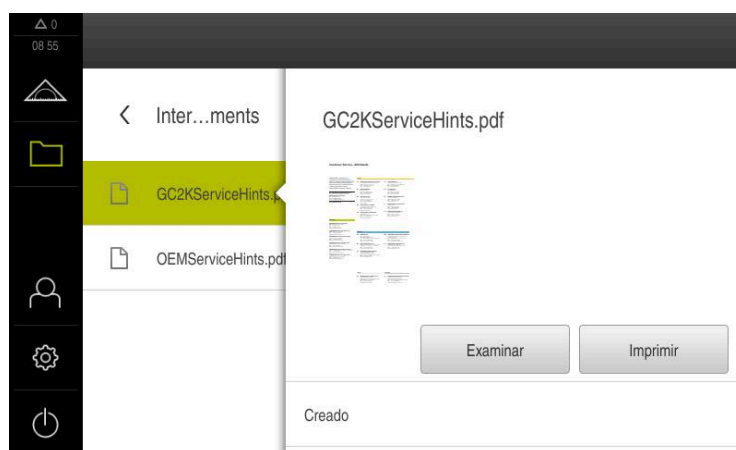 0
08 55
Inter...ments
GC2KServiceHints.pdf
GC2KServiceHints.p
OEMServiceHints.pdf
Examinar
Imprimir
Creado